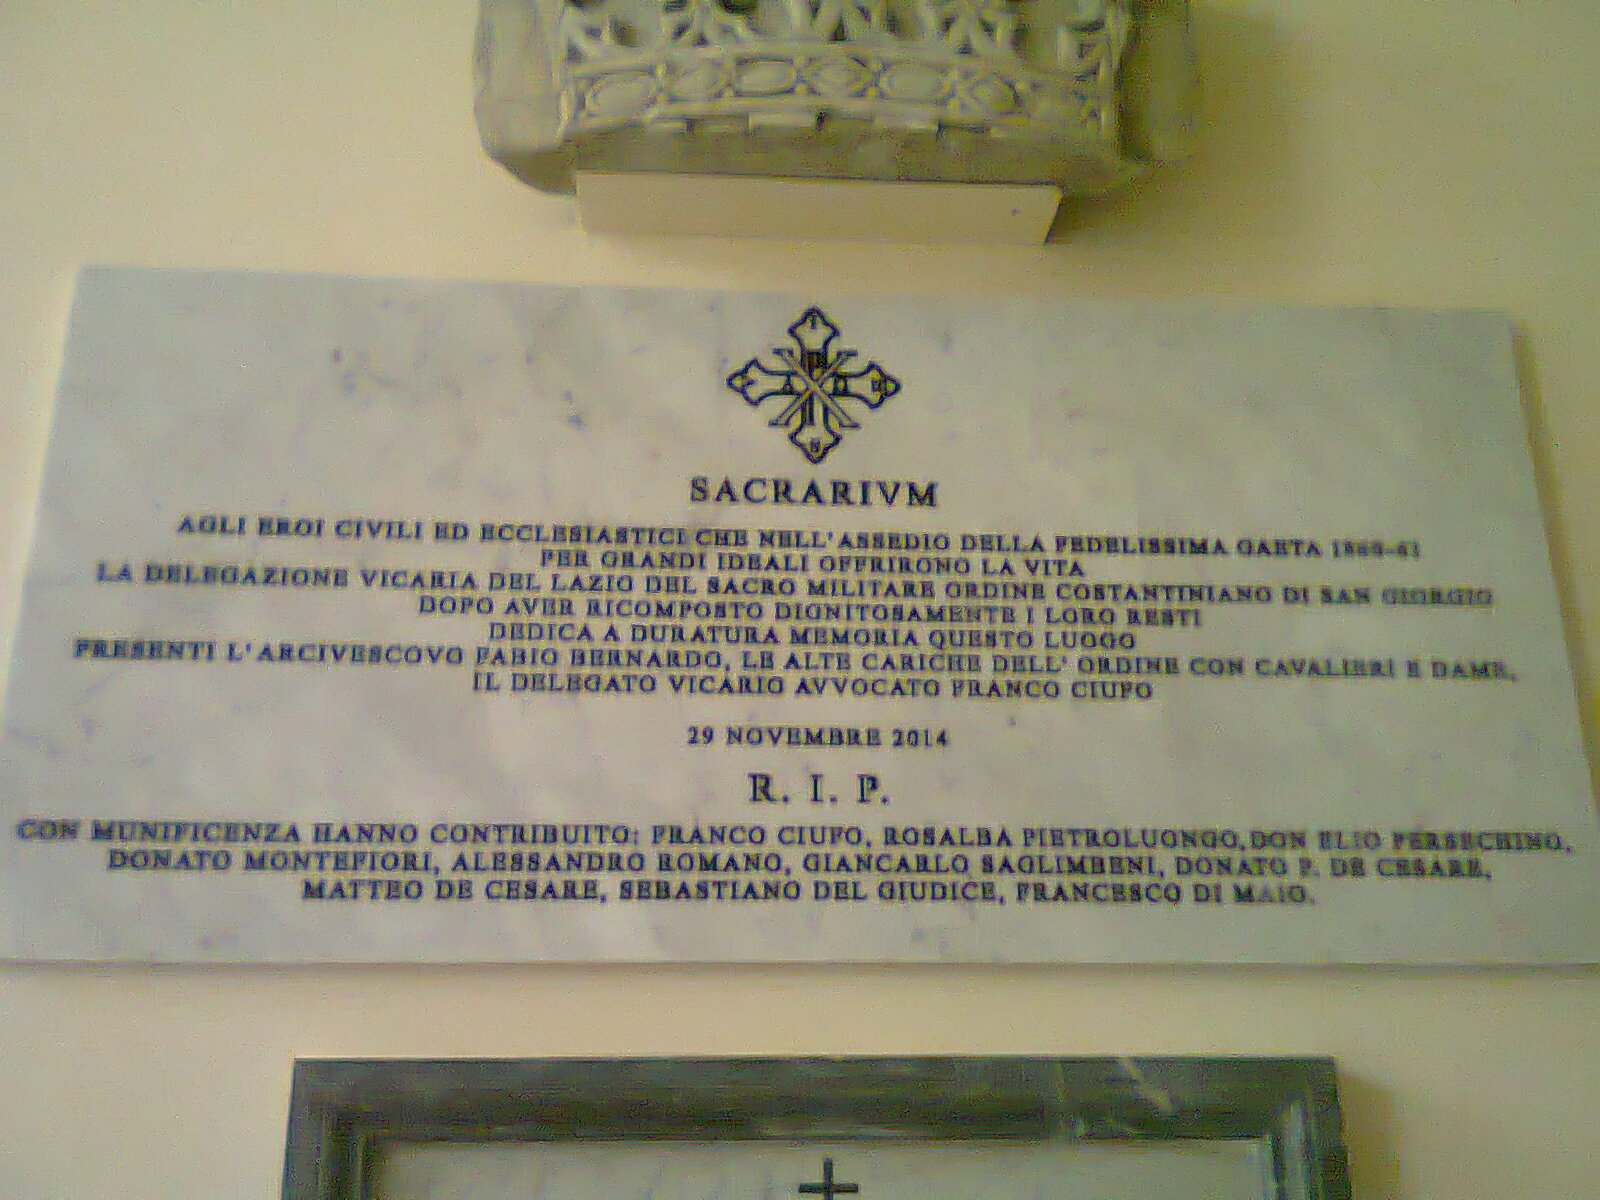 SACRARIVM
AGLI EROI CIVILI ED ECCLESIASTICI CHE NELL'ASSEDIO DELLA FEDELISSIMA GAETA 1860-61
PER GRANDI IDEALI OFFRIRONO LA VITA
LA DELEGAZIONE VICARIA DEL LAZIO DEL SACRO MILITARE ORDINE COSTANTINIANO DI SAN GIORGIO
DOPO AVER RICOMPOSTO DIGNITOSAMENTE I LORO RESTI
DEDICA A DURATURA MEMORIA QUESTO LUOGO
PRESENTI L'ARCIVESCOVO FABIO BERNARDO, LE ALTE CARICHE DELL' ORDINE CON CAVALIERI E DAME,
IL DELEGATO VICARIO AVVOCATO FRANCO CIUFO
29 NOVEMBRE 2014
R. I. P.
CON MUNIFICENZA HANNO CONTRIBUITO: FRANCO CIUFO, ROSALBA PIETROLUONGO, DON ELIO PERSECHINO,
DONATO MONTEFIORI, ALESSANDRO ROMANO, GIANCARLO SAGLIMBENI, DONATO P. DE CESARE,
MATTEO DE CESARE, SEBASTIANO DEL GIUDICE, FRANCESCO DI MAIO.